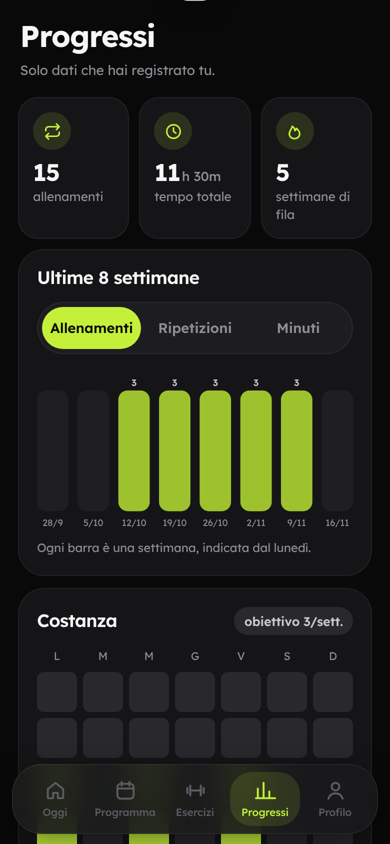 Progressi
Solo dati che hai registrato tu.
15
allenamenti
11 h 30m
tempo totale
5
settimane di
fila
Ultime 8 settimane
Allenamenti Ripetizioni Minuti
3 3 3 3 3
28/9 5/10 12/10 19/10 26/10 2/11 9/11 16/11
Ogni barra è una settimana, indicata dal lunedì.
Costanza
obiettivo 3/sett.
L M M G V S D
Oggi Programma Esercizi Progressi Profilo